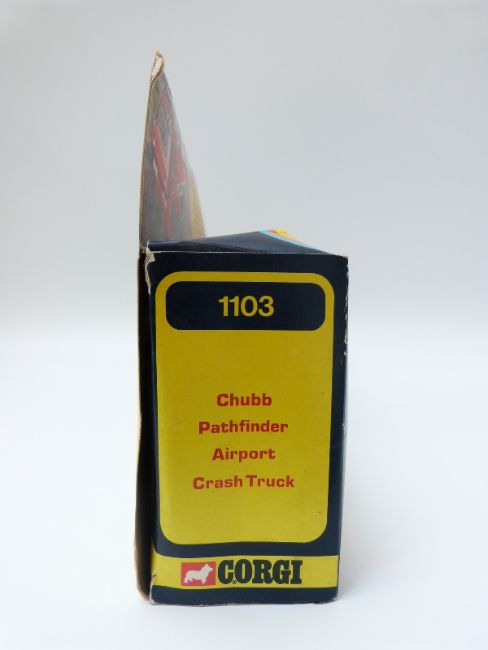 1103
Chubb
Pathfinder
Airport
Crash Truck
CORGI